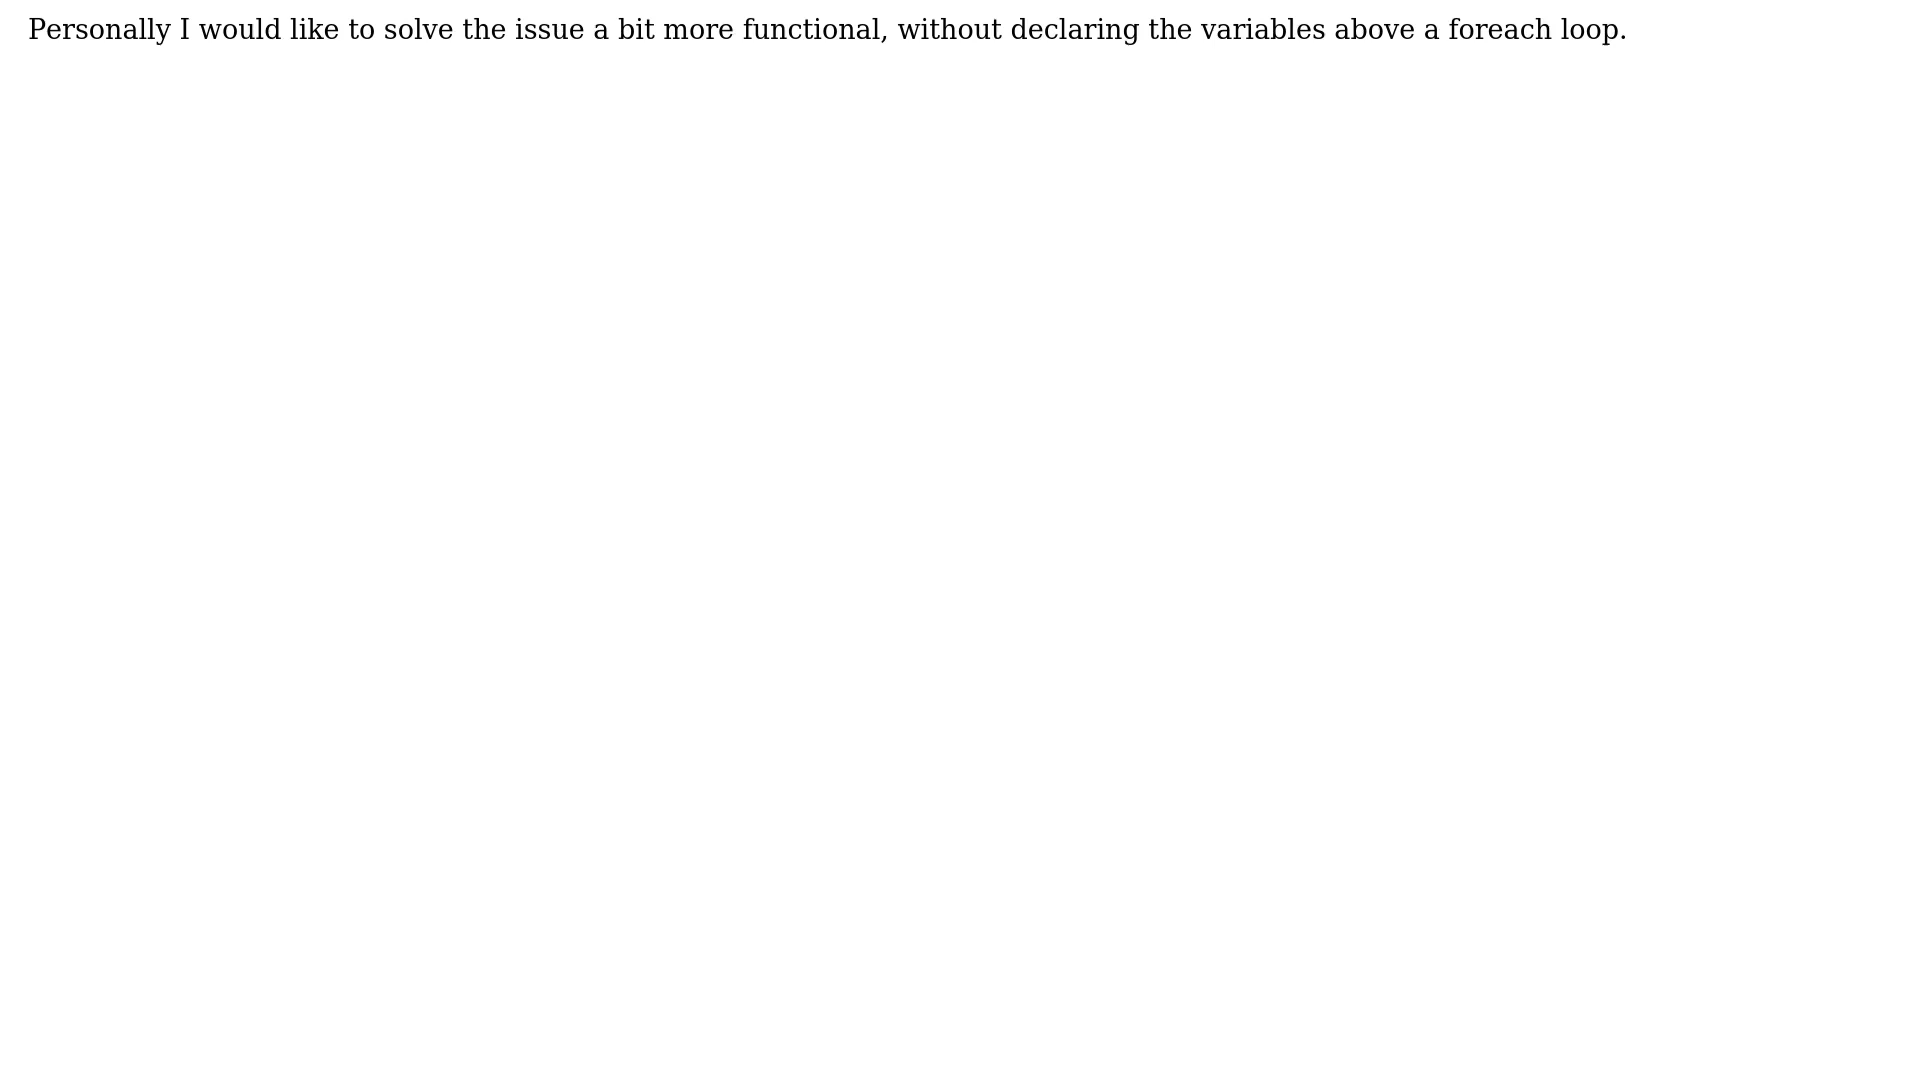 Personally I would like to solve the issue a bit more functional, without declaring the variables above a foreach loop.